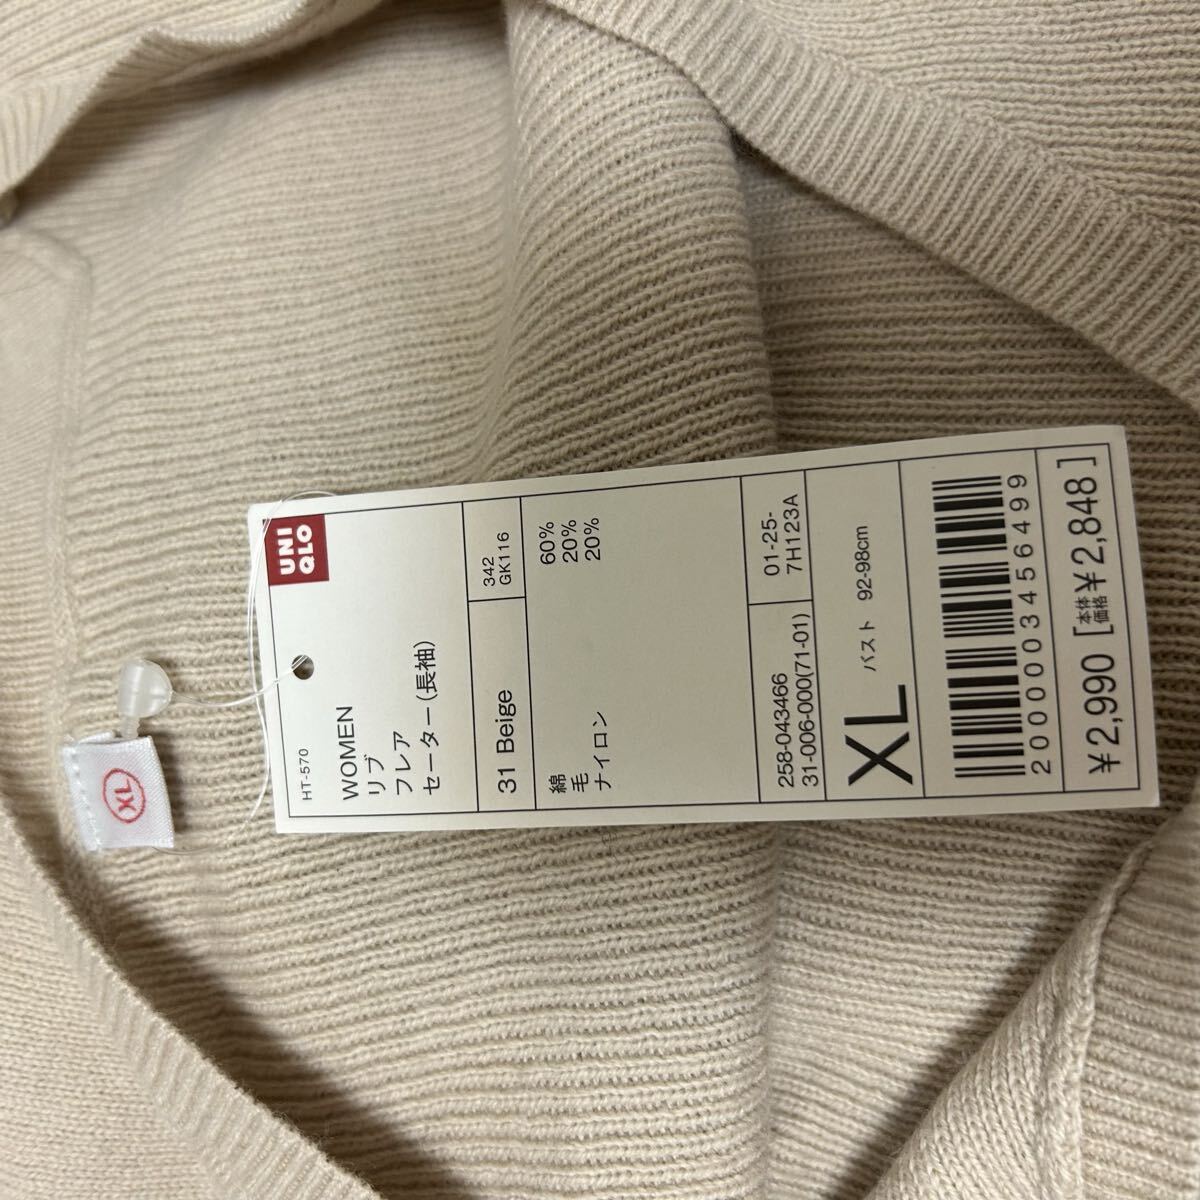 UNI
QLO
HT-570
WOMEN
リブ
フレア
セーター(長袖)
342
GK116
31 Beige
綿 60%
毛 20%
ナイロン 20%
01-25-
7H123A
258-043466
31-006-000(71-01)
XL バスト 92-98cm
2000003456499
¥2,990 [本体価格¥2,848]
XL